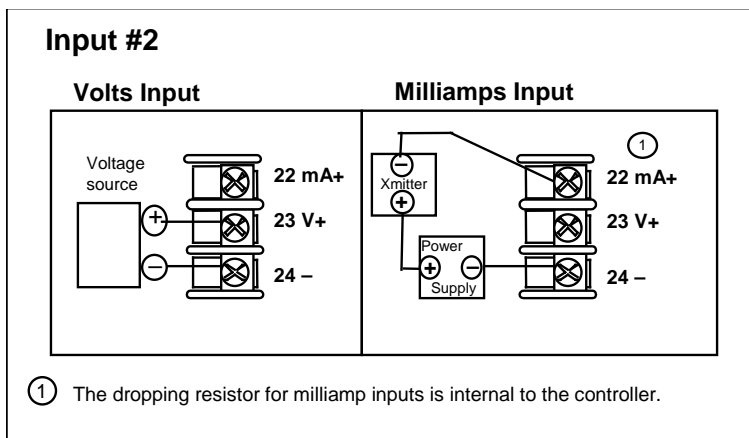 Input #2
Volts Input
Voltage
source
+
–
22 mA+
23 V+
24 –
Milliamps Input
1
–
Xmitter
+
Power
+ –
Supply
22 mA+
23 V+
24 –
1 The dropping resistor for milliamp inputs is internal to the controller.